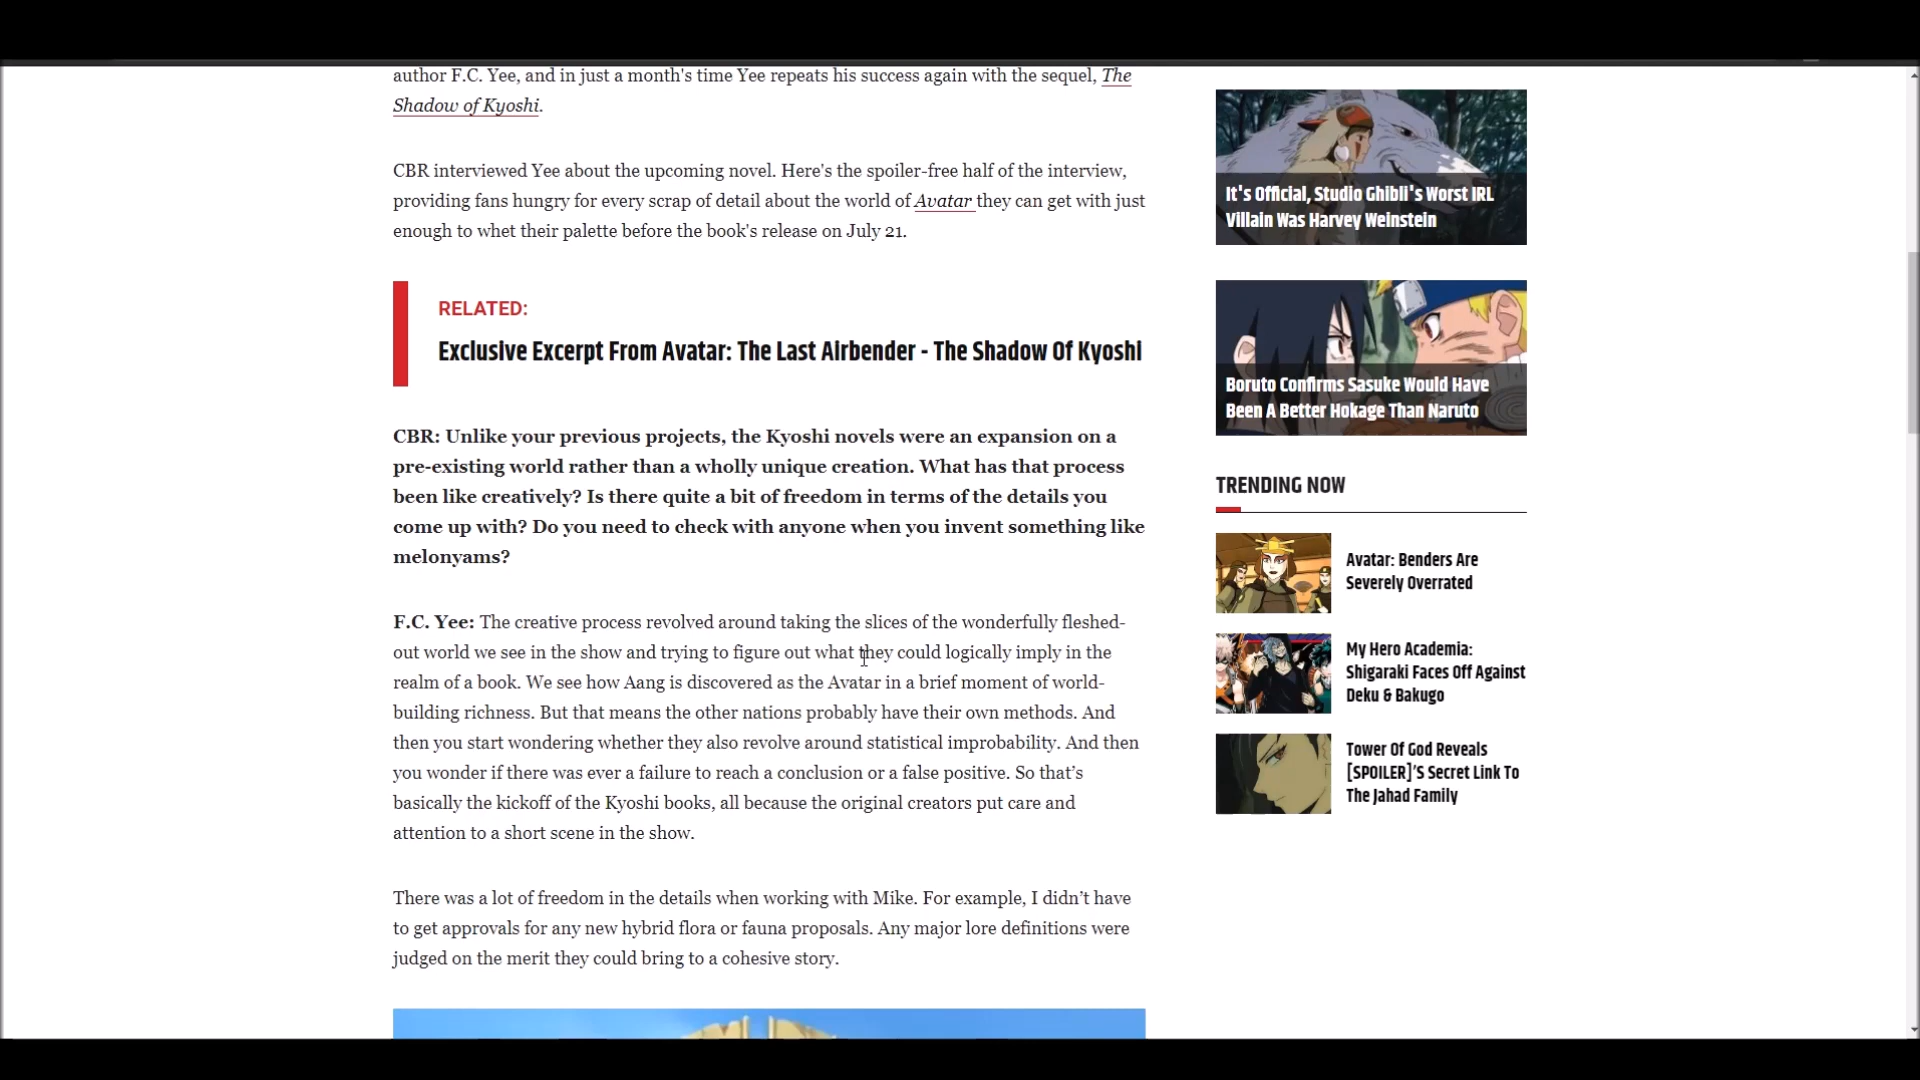 author F.C. Yee, and in just a month's time Yee repeats his success again with the sequel, The
Shadow of Kyoshi.
CBR interviewed Yee about the upcoming novel. Here's the spoiler-free half of the interview,
providing fans hungry for every scrap of detail about the world of Avatar they can get with just
enough to whet their palette before the book's release on July 21.
RELATED:
Exclusive Excerpt From Avatar: The Last Airbender - The Shadow Of Kyoshi
CBR: Unlike your previous projects, the Kyoshi novels were an expansion on a
pre-existing world rather than a wholly unique creation. What has that process
been like creatively? Is there quite a bit of freedom in terms of the details you
come up with? Do you need to check with anyone when you invent something like
melonyams?
F.C. Yee: The creative process revolved around taking the slices of the wonderfully fleshed-
out world we see in the show and trying to figure out what they could logically imply in the
realm of a book. We see how Aang is discovered as the Avatar in a brief moment of world-
building richness. But that means the other nations probably have their own methods. And
then you start wondering whether they also revolve around statistical improbability. And then
you wonder if there was ever a failure to reach a conclusion or a false positive. So that’s
basically the kickoff of the Kyoshi books, all because the original creators put care and
attention to a short scene in the show.
There was a lot of freedom in the details when working with Mike. For example, I didn’t have
to get approvals for any new hybrid flora or fauna proposals. Any major lore definitions were
judged on the merit they could bring to a cohesive story.
It's Official, Studio Ghibli's Worst IRL
Villain Was Harvey Weinstein
Boruto Confirms Sasuke Would Have
Been A Better Hokage Than Naruto
TRENDING NOW
Avatar: Benders Are
Severely Overrated
My Hero Academia:
Shigaraki Faces Off Against
Deku & Bakugo
Tower Of God Reveals
[SPOILER]'S Secret Link To
The Jahad Family